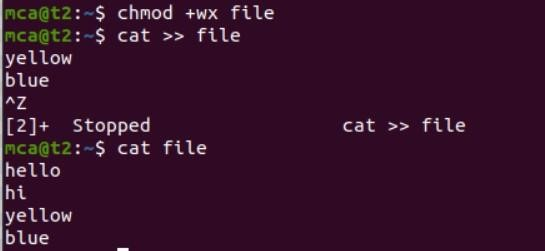 mca@t2:~$ chmod +wx file
mca@t2:~$ cat >> file
yellow
blue
^Z
[2]+  Stopped                 cat >> file
mca@t2:~$ cat file
hello
hi
yellow
blue